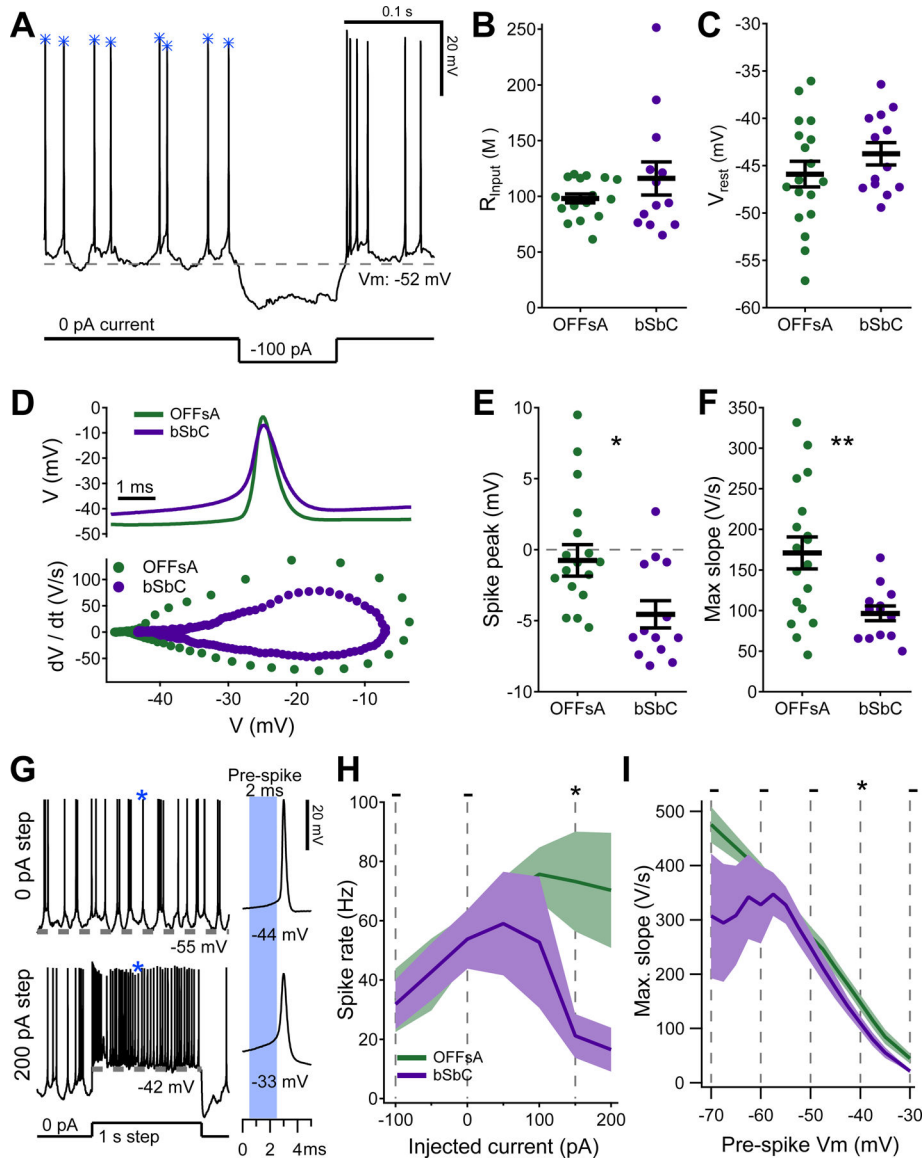 A
0.1 s
20 mV
Vm: -52 mV
0 pA current
-100 pA
B
250
200
150
100
50
0
R Input (M )
OFFsA bSbC
C
-30
-35
-40
-45
-50
-55
-60
V rest (mV)
OFFsA bSbC
D
0
-10
-20
-30
-40
-50
V (mV)
OFFsA
bSbC
1 ms
100
50
0
-50
dV / dt (V/s)
OFFsA
bSbC
-40 -30 -20 -10
V (mV)
E
10
5
0
-5
-10
Spike peak (mV)
*
OFFsA bSbC
F
350
300
250
200
150
100
50
0
Max slope (V/s)
**
OFFsA bSbC
G
0 pA step
*
-55 mV
Pre-spike
2 ms
20 mV
-44 mV
200 pA step
*
-42 mV
-33 mV
0 pA
1 s step
0 2 4ms
H
100
80
60
40
20
0
Spike rate (Hz)
- - *
OFFsA
bSbC
-100 0 100 200
Injected current (pA)
I
500
400
300
200
100
0
Max. slope (V/s)
- - - * -
-70 -60 -50 -40 -30
Pre-spike Vm (mV)